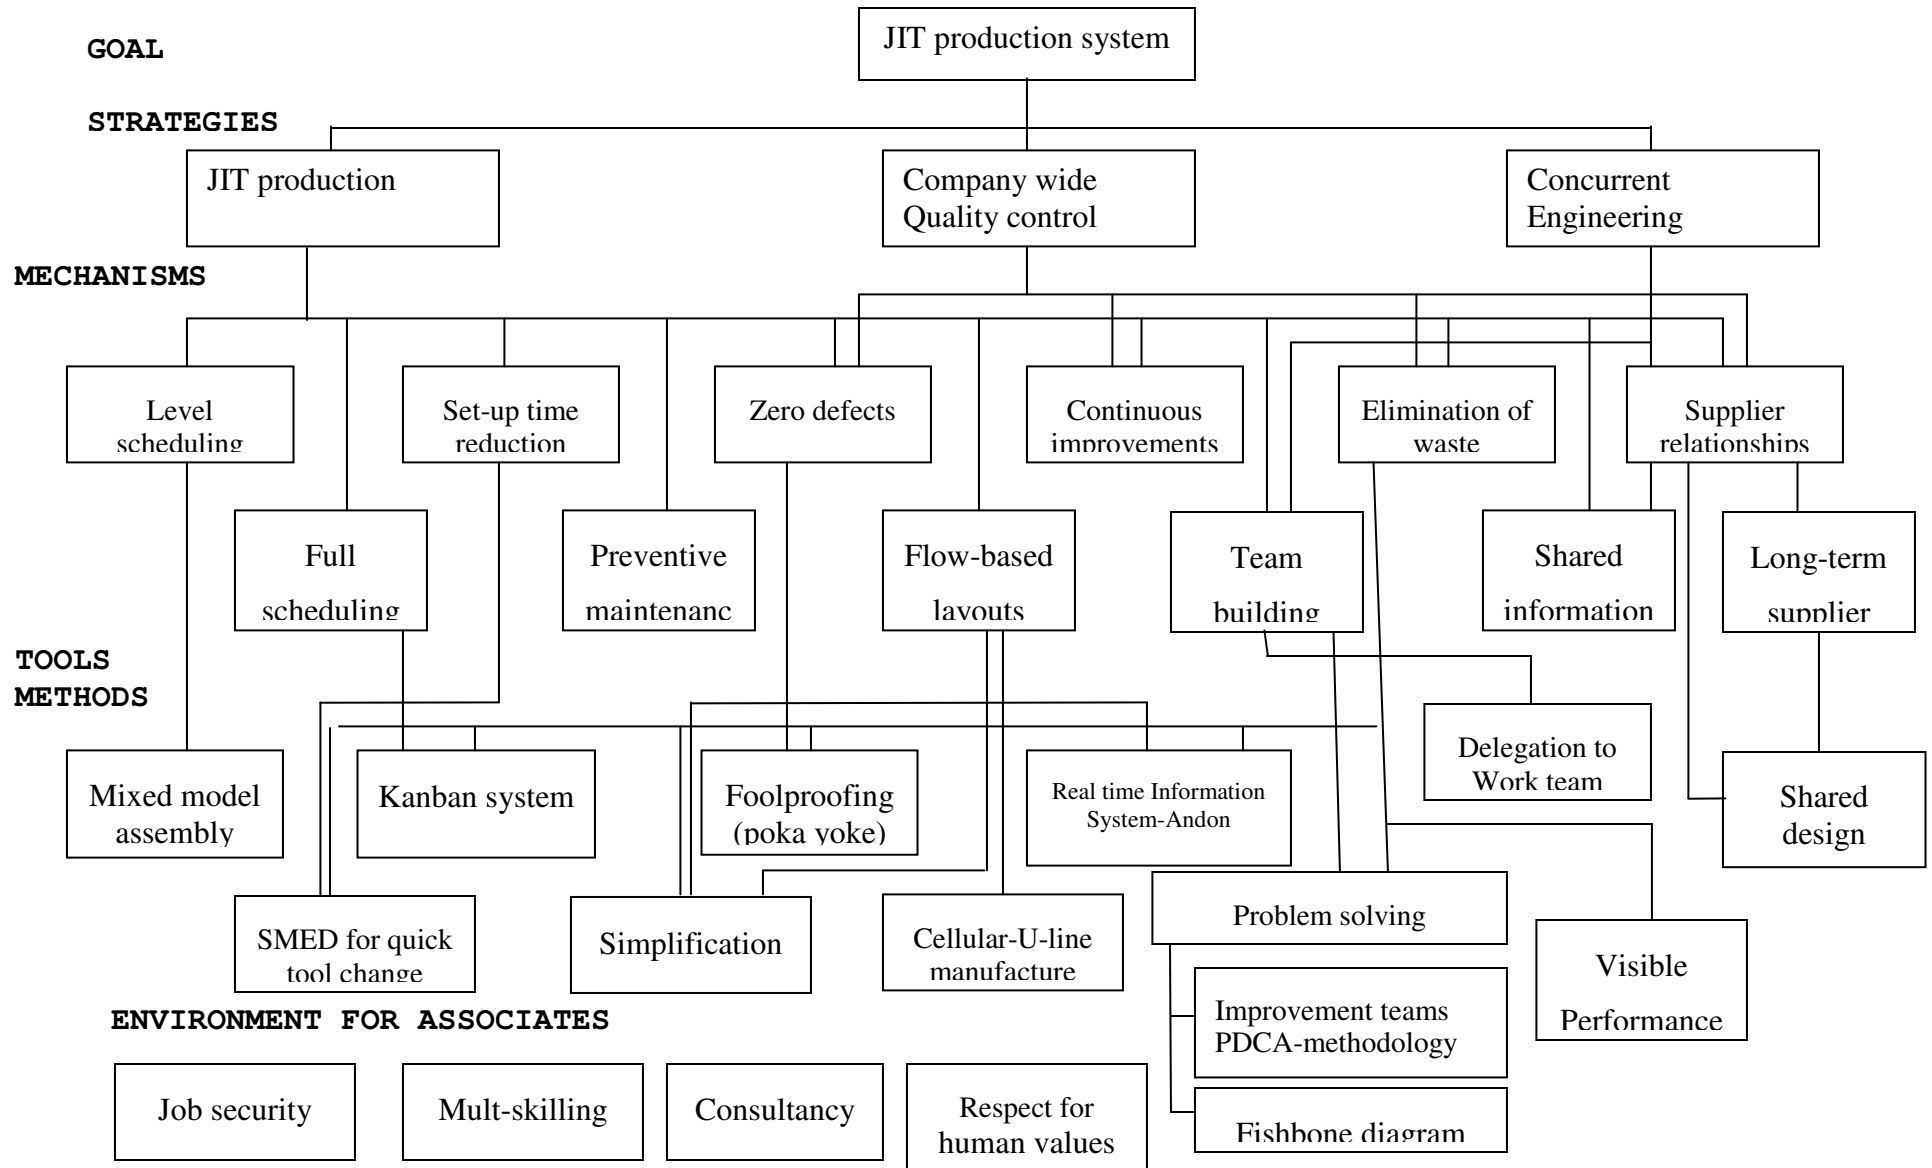 GOAL
JIT production system
STRATEGIES
JIT production
Company wide
Quality control
Concurrent
Engineering
MECHANISMS
Level
scheduling
Set-up time
reduction
Zero defects
Continuous
improvements
Elimination of
waste
Supplier
relationships
Full
scheduling
Preventive
maintenanc
Flow-based
layouts
Team
building
Shared
information
Long-term
supplier
TOOLS
METHODS
Mixed model
assembly
Kanban system
Foolproofing
(poka yoke)
Real time Information
System-Andon
Delegation to
Work team
Shared
design
SMED for quick
tool change
Simplification
Cellular-U-line
manufacture
Problem solving
Visible
Performance
Improvement teams
PDCA-methodology
Fishbone diagram
ENVIRONMENT FOR ASSOCIATES
Job security
Mult-skilling
Consultancy
Respect for
human values